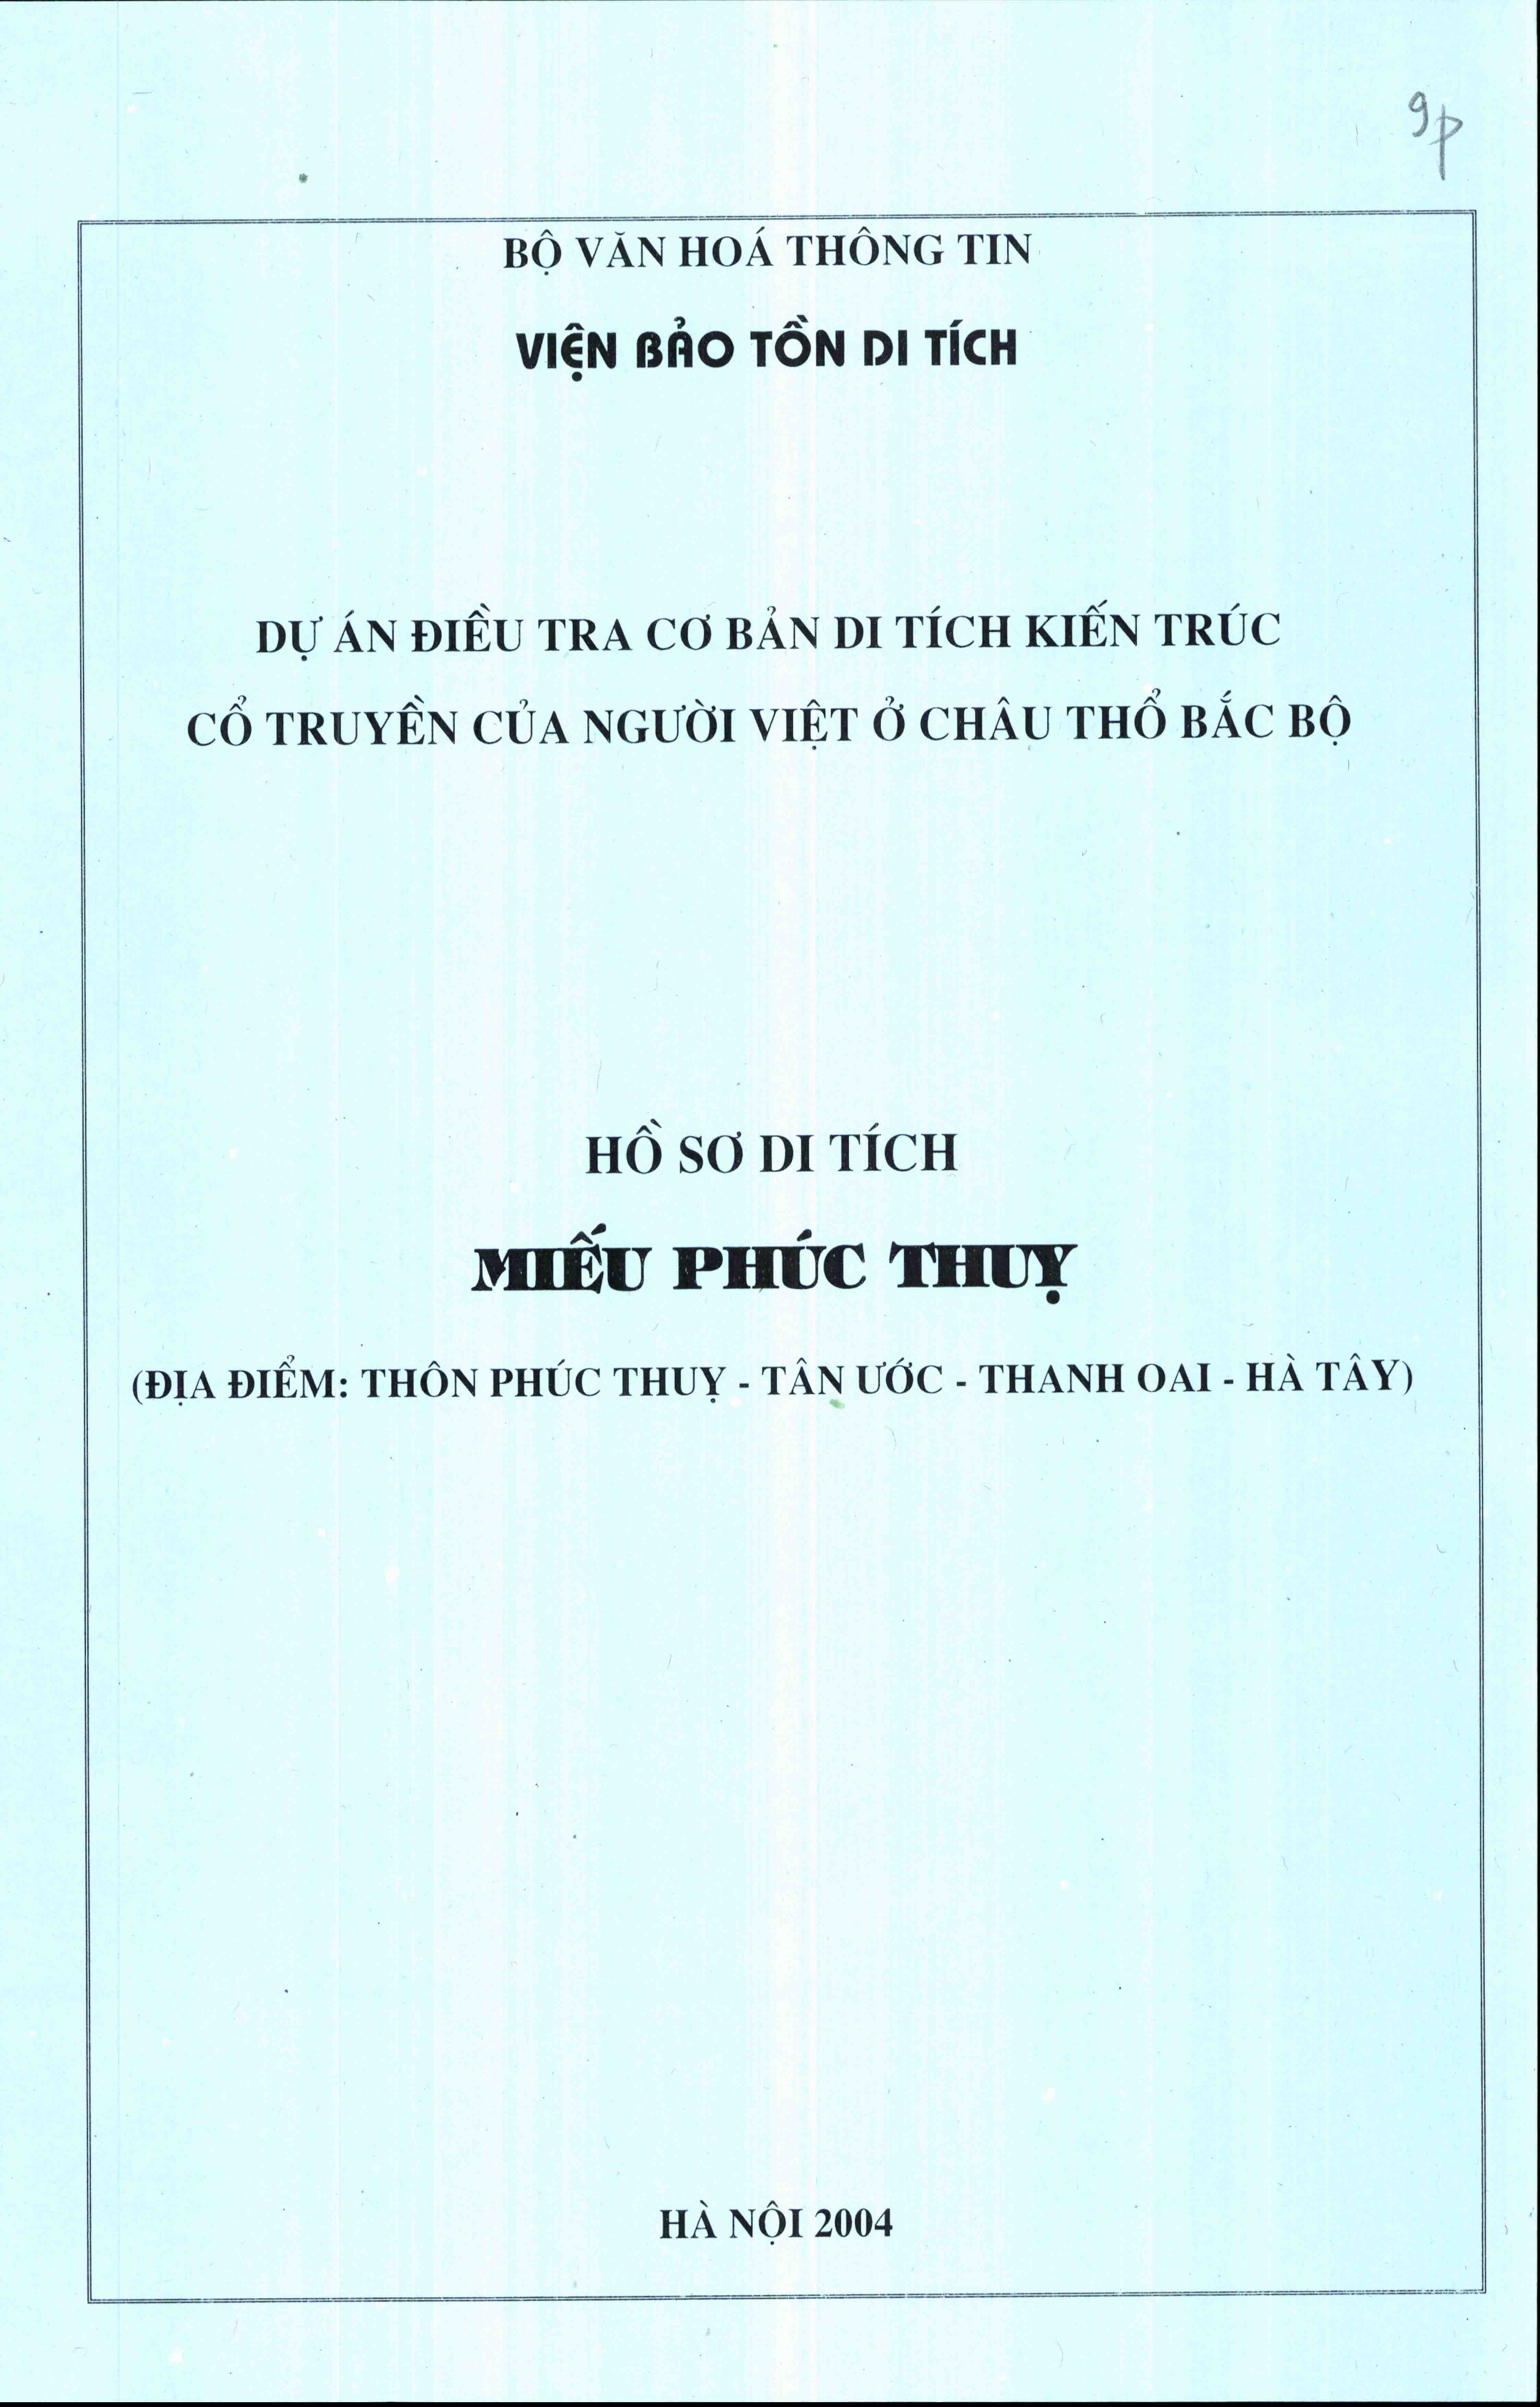 9p
BỘ VĂN HOÁ THÔNG TIN
VIỆN BẢO TỒN DI TÍCH
DỰ ÁN ĐIỀU TRA CƠ BẢN DI TÍCH KIẾN TRÚC
CỔ TRUYỀN CỦA NGƯỜI VIỆT Ở CHÂU THỔ BẮC BỘ
HỒ SƠ DI TÍCH
MIẾU PHÚC THUỴ
(ĐỊA ĐIỂM: THÔN PHÚC THUỴ - TÂN ƯỚC - THANH OAI - HÀ TÂY)
HÀ NỘI 2004